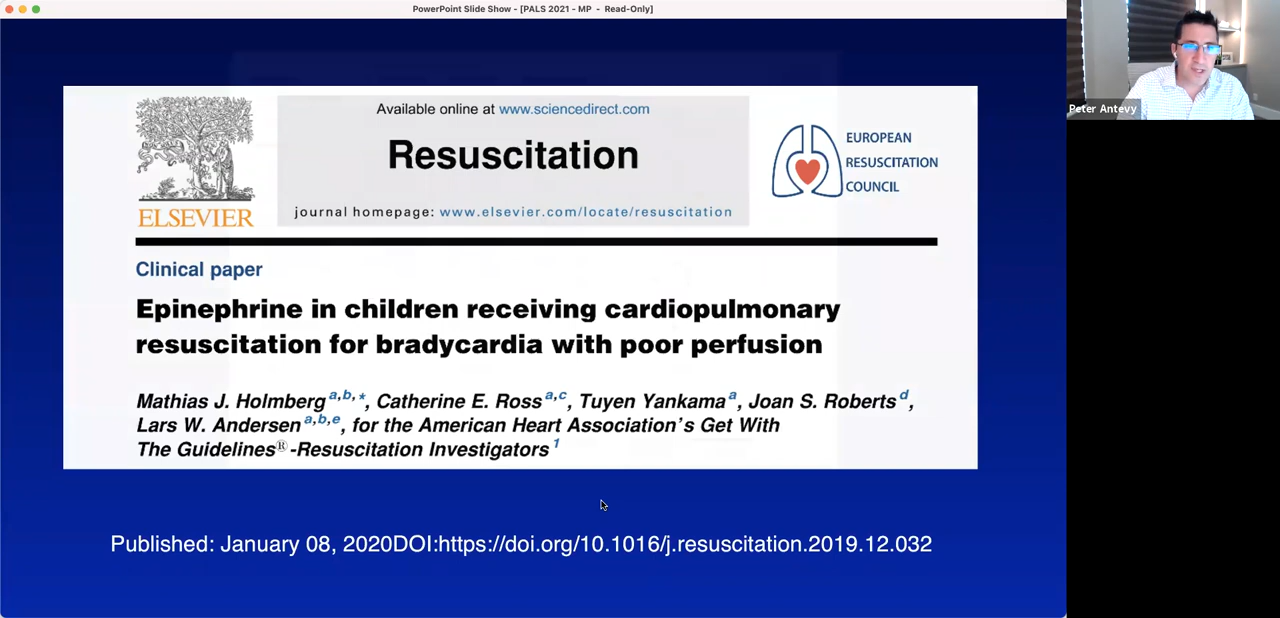 PowerPoint Slide Show - [PALS 2021 - MP - Read-Only]
Peter Antevy
Available online at www.sciencedirect.com
Resuscitation
journal homepage: www.elsevier.com/locate/resuscitation
ELSEVIER
EUROPEAN
RESUSCITATION
COUNCIL
Clinical paper
Epinephrine in children receiving cardiopulmonary
resuscitation for bradycardia with poor perfusion
Mathias J. Holmberg a,b,*, Catherine E. Ross a,c, Tuyen Yankama a, Joan S. Roberts d,
Lars W. Andersen a,b,e, for the American Heart Association's Get With
The Guidelines®-Resuscitation Investigators 1
Published: January 08, 2020DOI:https://doi.org/10.1016/j.resuscitation.2019.12.032